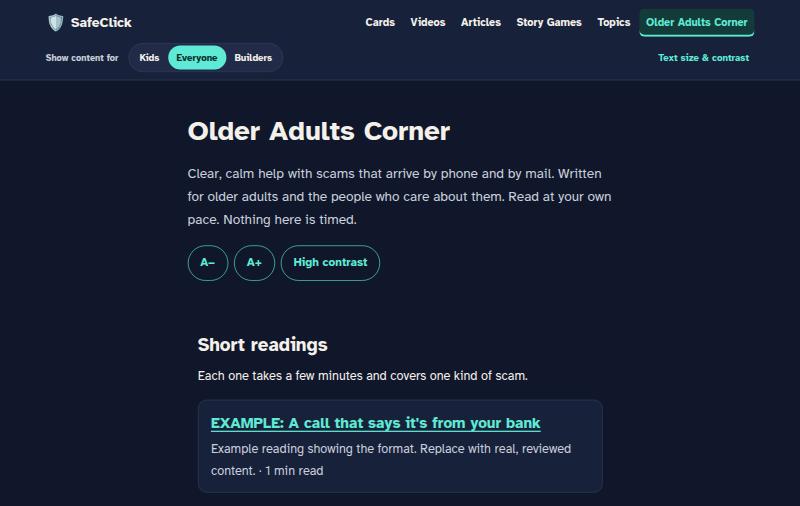 SafeClick
Cards Videos Articles Story Games Topics Older Adults Corner
Show content for Kids Everyone Builders Text size & contrast
Older Adults Corner
Clear, calm help with scams that arrive by phone and by mail. Written
for older adults and the people who care about them. Read at your own
pace. Nothing here is timed.
A− A+ High contrast
Short readings
Each one takes a few minutes and covers one kind of scam.
EXAMPLE: A call that says it's from your bank
Example reading showing the format. Replace with real, reviewed
content. · 1 min read